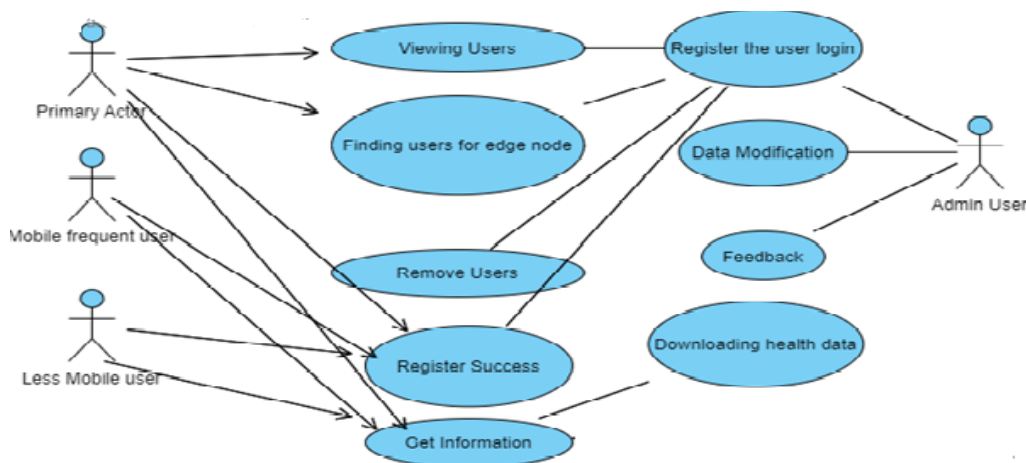 Viewing Users
Register the user login
Primary Actor
Finding users for edge node
Data Modification
Admin User
Mobile frequent user
Feedback
Remove Users
Downloading health data
Register Success
Less Mobile user
Get Information